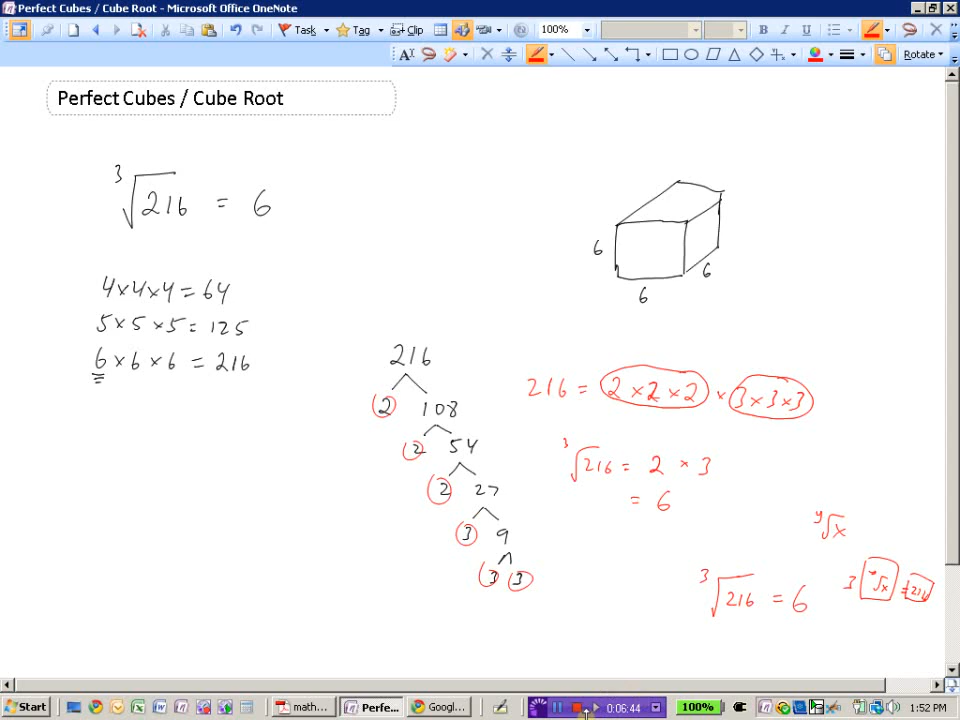 Perfect Cubes / Cube Root - Microsoft Office OneNote
Task Tag Clip 100% B I U
Rotate
Perfect Cubes / Cube Root
³√216 = 6
4×4×4=64
5×5×5=125
6×6×6=216
6
6
6
216
2 108
2 54
2 27
3 9
3 3
216 = 2×2×2 × 3×3×3
³√216 = 2 × 3
= 6
ʸ√x
³√216 = 6
3 √x = 216
Start math... Perfe... Googl... 0:06:44 100% 1:52 PM